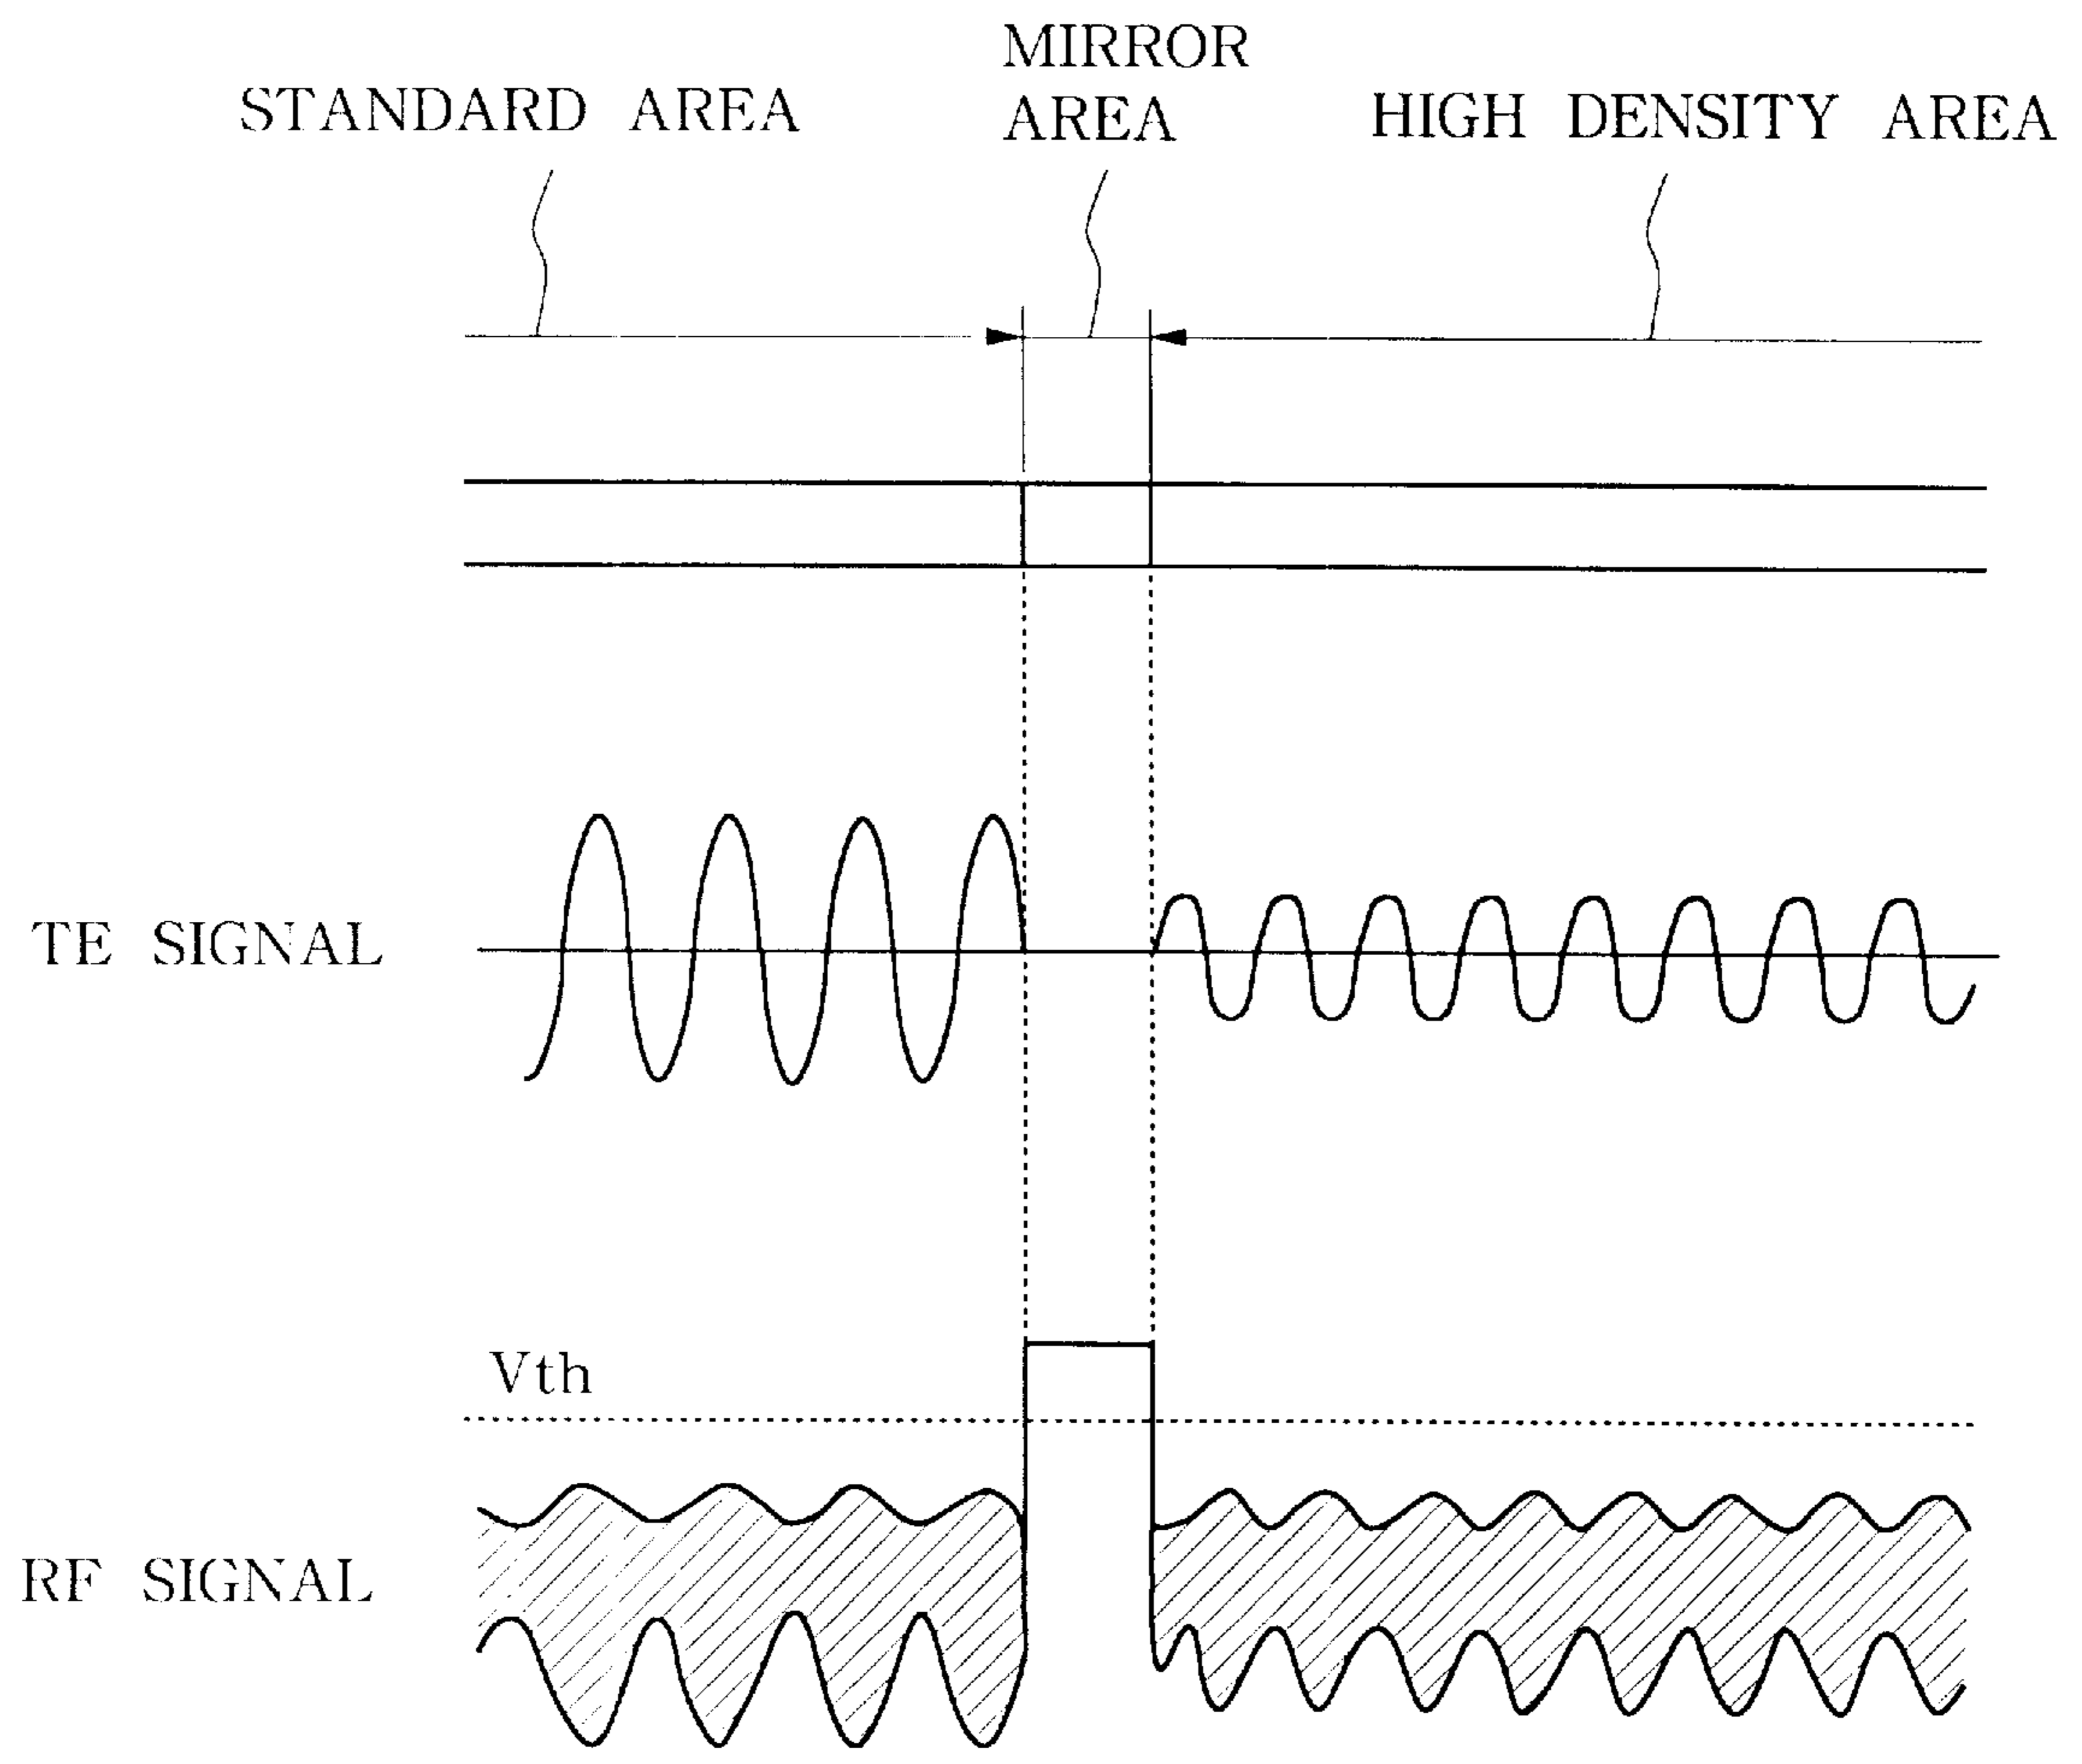 MIRROR
STANDARD AREA
AREA
HIGH DENSITY AREA
TE SIGNAL
Vth
RF SIGNAL